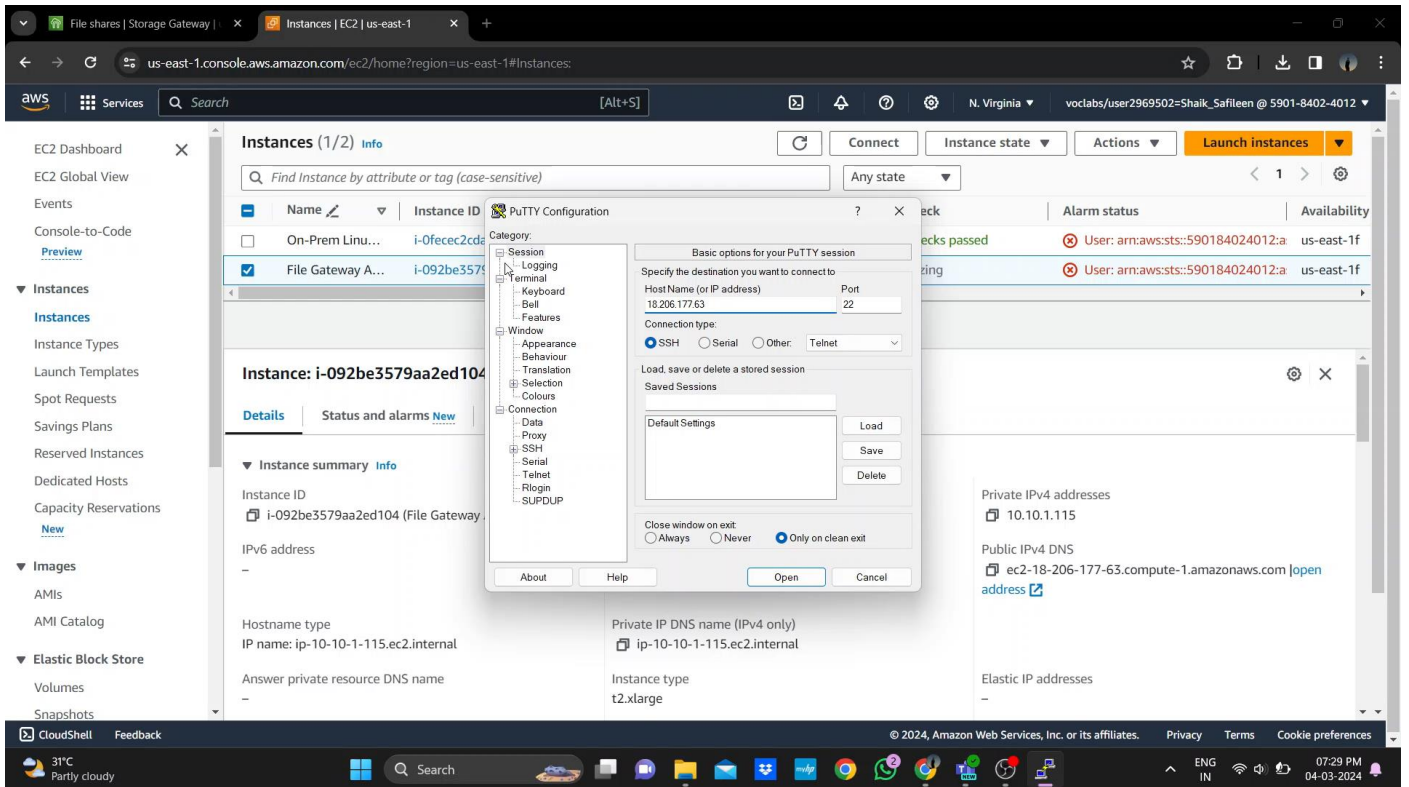 File shares | Storage Gateway |
Instances | EC2 | us-east-1
us-east-1.console.aws.amazon.com/ec2/home?region=us-east-1#Instances:
aws Services Search [Alt+S] N. Virginia voclabs/user2969502=Shaik_Safileen @ 5901-8402-4012
EC2 Dashboard
EC2 Global View
Events
Console-to-Code
Preview
Instances
Instances
Instance Types
Launch Templates
Spot Requests
Savings Plans
Reserved Instances
Dedicated Hosts
Capacity Reservations
New
Images
AMIs
AMI Catalog
Elastic Block Store
Volumes
Snapshots
Instances (1/2) Info
Connect Instance state Actions Launch instances
Find Instance by attribute or tag (case-sensitive) Any state 1
Name Instance ID eck Alarm status Availability
On-Prem Linu... i-0fecec2cda ecks passed User: arn:aws:sts::590184024012:a: us-east-1f
File Gateway A... i-092be3579 zing User: arn:aws:sts::590184024012:a: us-east-1f
PuTTY Configuration ?
Category:
Session
Logging
Terminal
Keyboard
Bell
Features
Window
Appearance
Behaviour
Translation
Selection
Colours
Connection
Data
Proxy
SSH
Serial
Telnet
Rlogin
SUPDUP
Basic options for your PuTTY session
Specify the destination you want to connect to
Host Name (or IP address) Port
18.206.177.63 22
Connection type:
SSH Serial Other: Telnet
Load, save or delete a stored session
Saved Sessions
Default Settings
Load
Save
Delete
Close window on exit:
Always Never Only on clean exit
About Help Open Cancel
Instance: i-092be3579aa2ed104
Details Status and alarms New
Instance summary Info
Instance ID
i-092be3579aa2ed104 (File Gateway
Private IPv4 addresses
10.10.1.115
IPv6 address
–
Public IPv4 DNS
ec2-18-206-177-63.compute-1.amazonaws.com |open
address
Hostname type
IP name: ip-10-10-1-115.ec2.internal
Private IP DNS name (IPv4 only)
ip-10-10-1-115.ec2.internal
Answer private resource DNS name
–
Instance type
t2.xlarge
Elastic IP addresses
–
CloudShell Feedback © 2024, Amazon Web Services, Inc. or its affiliates. Privacy Terms Cookie preferences
31°C
Partly cloudy
Search
ENG
IN
07:29 PM
04-03-2024